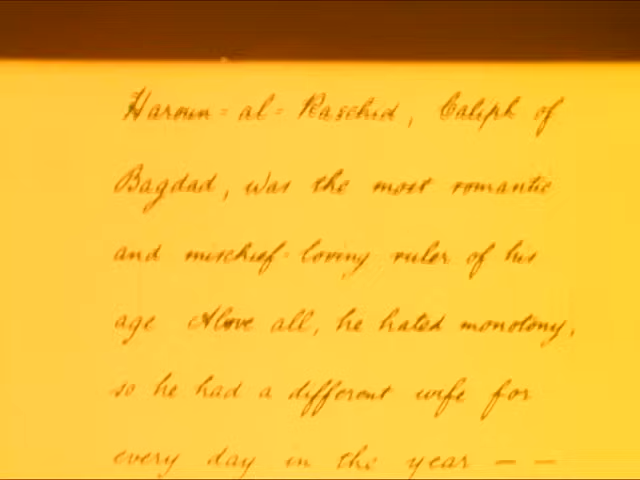 Haroun=al=Raschid, Caliph of
Bagdad, was the most romantic
and mischief-loving ruler of his
age Above all, he hated monotony,
so he had a different wife for
every day in the year — —